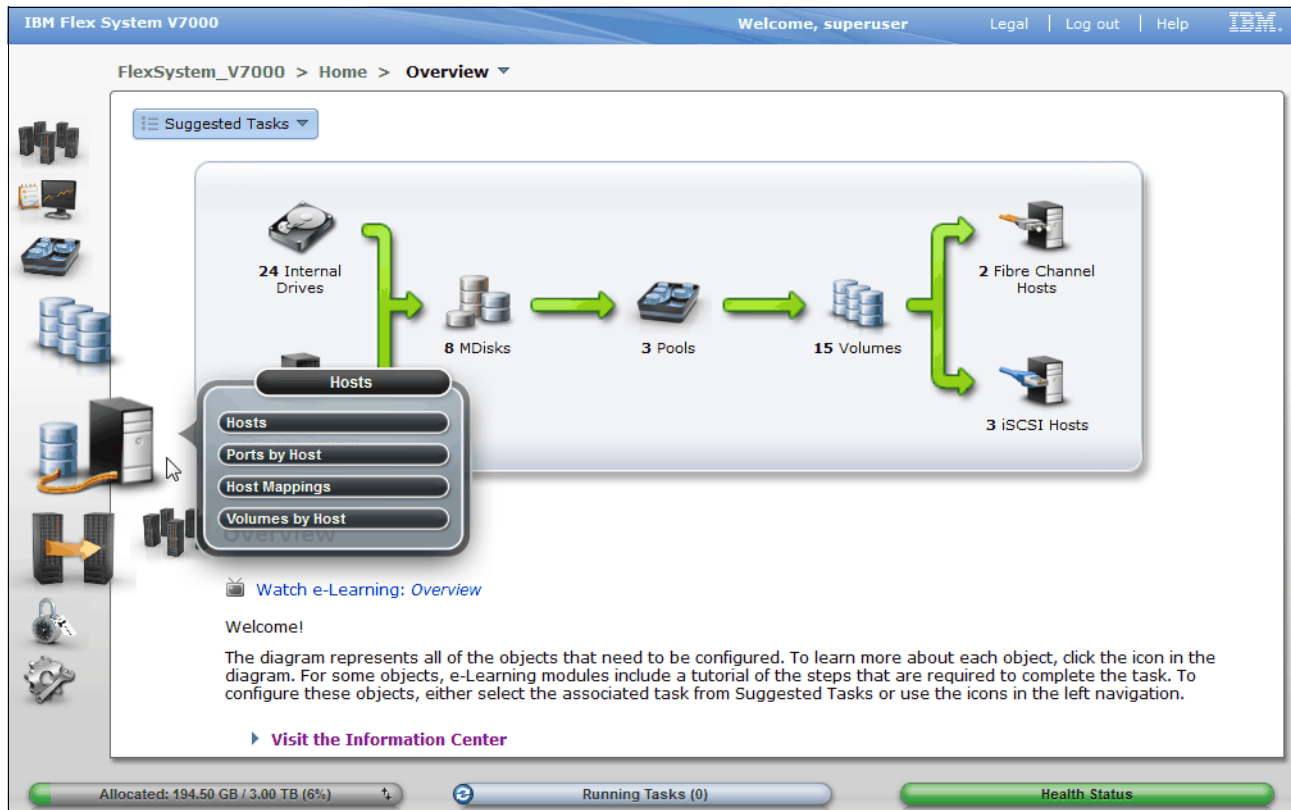 IBM Flex System V7000
Welcome, superuser
Legal | Log out | Help
IBM.
FlexSystem_V7000 > Home > Overview
Suggested Tasks
24 Internal
Drives
8 MDisks
3 Pools
15 Volumes
2 Fibre Channel
Hosts
3 iSCSI Hosts
Hosts
Hosts
Ports by Host
Host Mappings
Volumes by Host
Overview
Watch e-Learning: Overview
Welcome!
The diagram represents all of the objects that need to be configured. To learn more about each object, click the icon in the
diagram. For some objects, e-Learning modules include a tutorial of the steps that are required to complete the task. To
configure these objects, either select the associated task from Suggested Tasks or use the icons in the left navigation.
Visit the Information Center
Allocated: 194.50 GB / 3.00 TB (6%)
Running Tasks (0)
Health Status